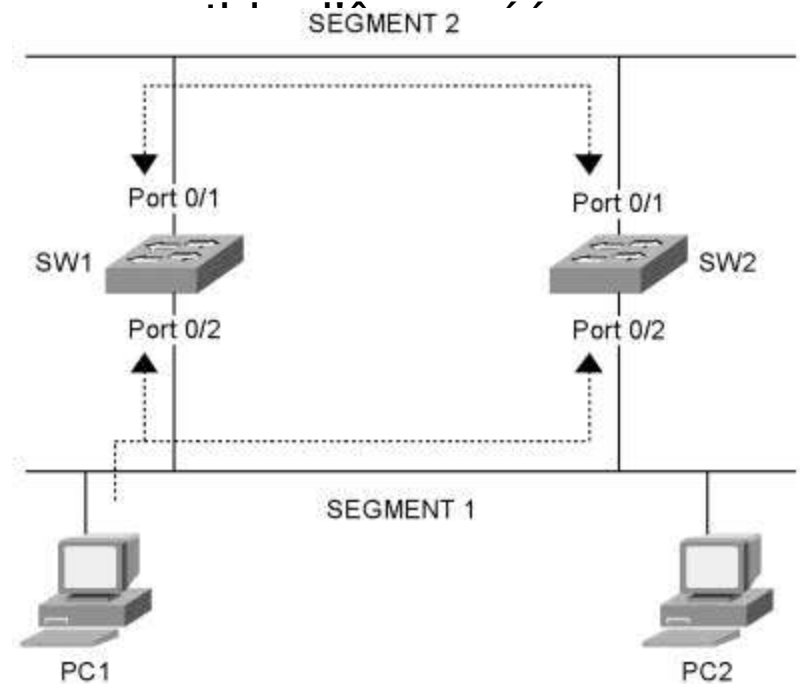 SEGMENT 2
Port 0/1
Port 0/1
SW1
SW2
Port 0/2
Port 0/2
SEGMENT 1
PC1
PC2